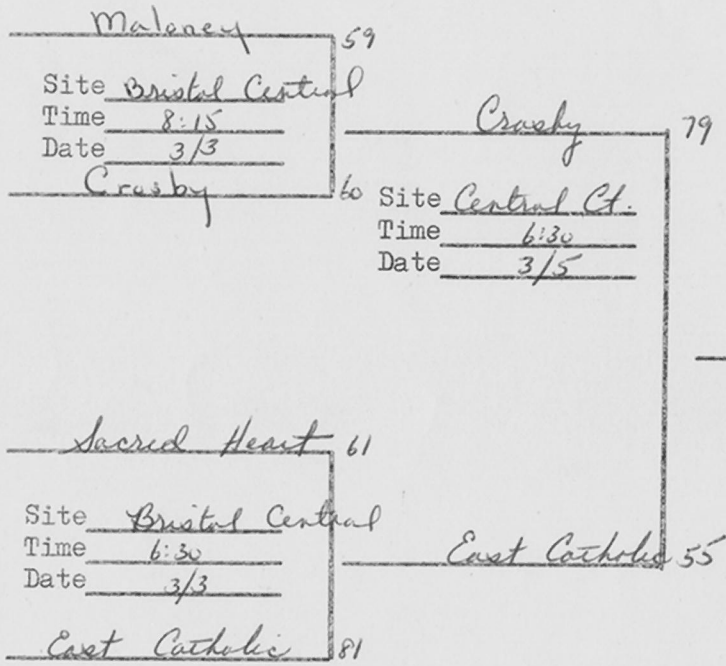 Maloney 59
Site Bristol Central
Time 8:15
Date 3/3
Crosby 60
Crosby 79
Site Central Ct.
Time 6:30
Date 3/5
Sacred Heart 61
Site Bristol Central
Time 6:30
Date 3/3
East Catholic 81
East Catholic 55